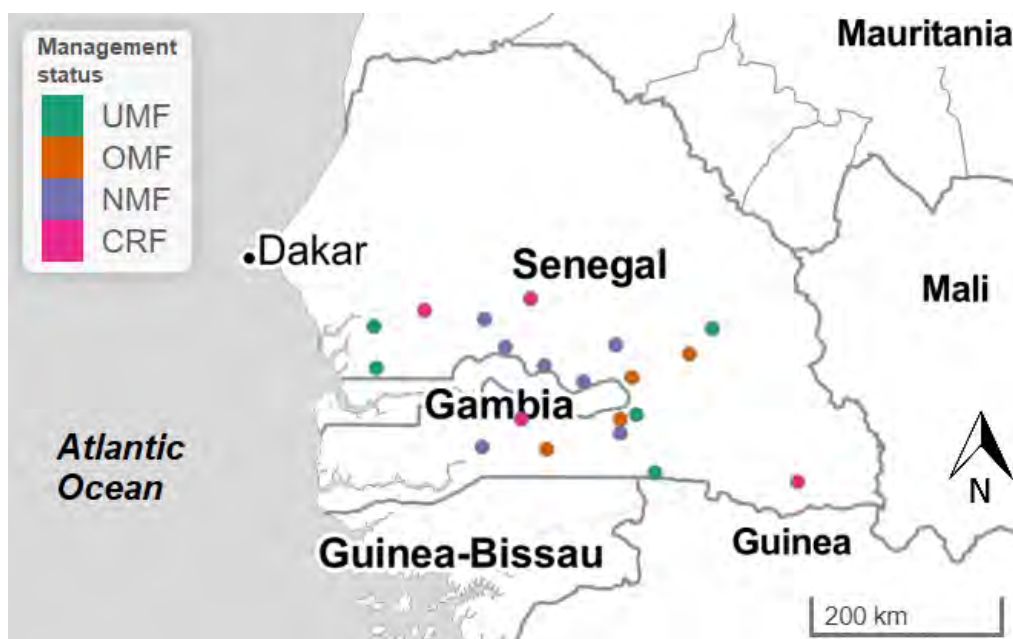 Management
status
UMF
OMF
NMF
CRF
Mauritania
Dakar
Senegal
Mali
Gambia
Atlantic
Ocean
N
Guinea-Bissau
Guinea
200 km